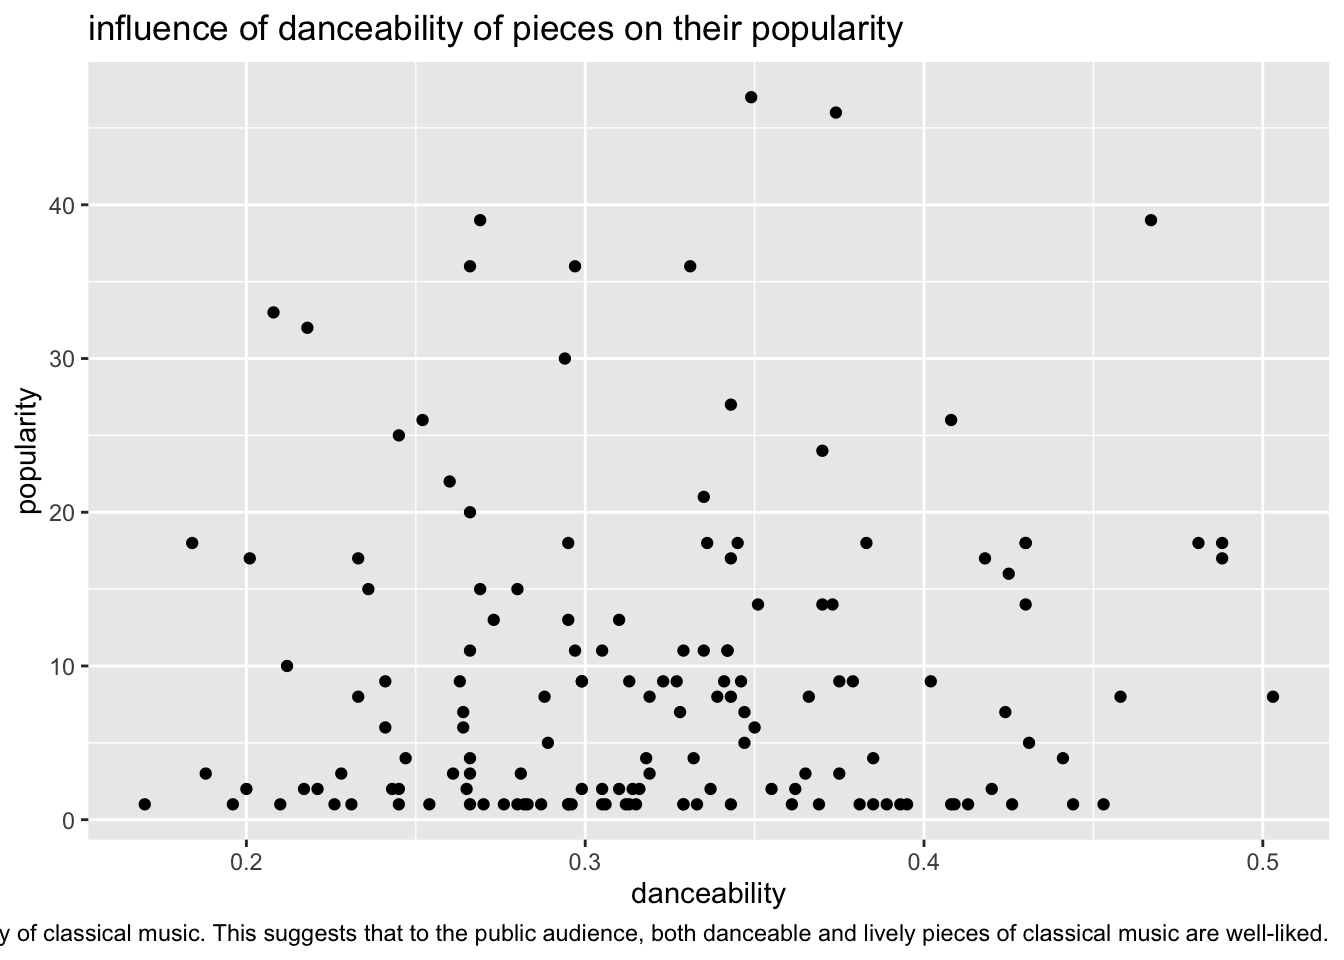 influence of danceability of pieces on their popularity
40
30
20
10
0
popularity
0.2 0.3 0.4 0.5
danceability
y of classical music. This suggests that to the public audience, both danceable and lively pieces of classical music are well-liked.